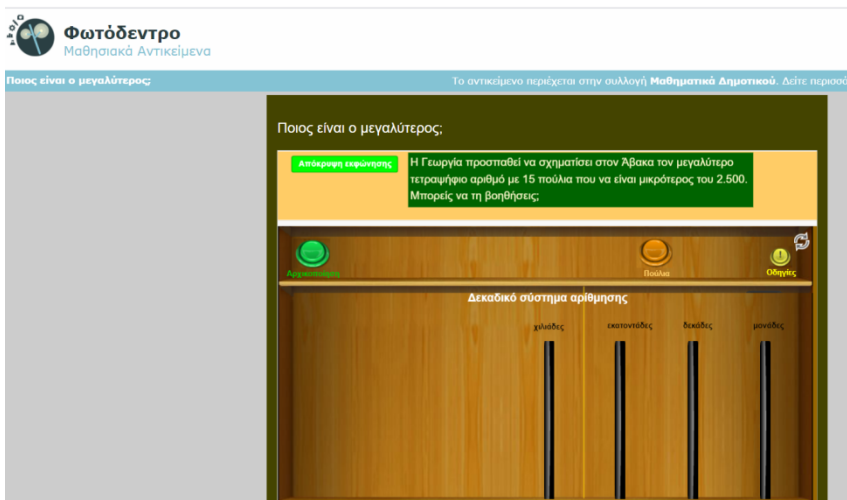 Φωτόδεντρο
Μαθησιακά Αντικείμενα
Ποιος είναι ο μεγαλύτερος;
Το αντικείμενο περιέχεται στην συλλογή Μαθηματικά Δημοτικού. Δείτε περισσό
Ποιος είναι ο μεγαλύτερος;
Απόκρυψη εκφώνησης
Η Γεωργία προσπαθεί να σχηματίσει στον Άβακα τον μεγαλύτερο
τετραψήφιο αριθμό με 15 πούλια που να είναι μικρότερος του 2.500.
Μπορείς να τη βοηθήσεις;
Αρχικοποίηση
Πούλια
Οδηγίες
Δεκαδικό σύστημα αρίθμησης
χιλιάδες εκατοντάδες δεκάδες μονάδες